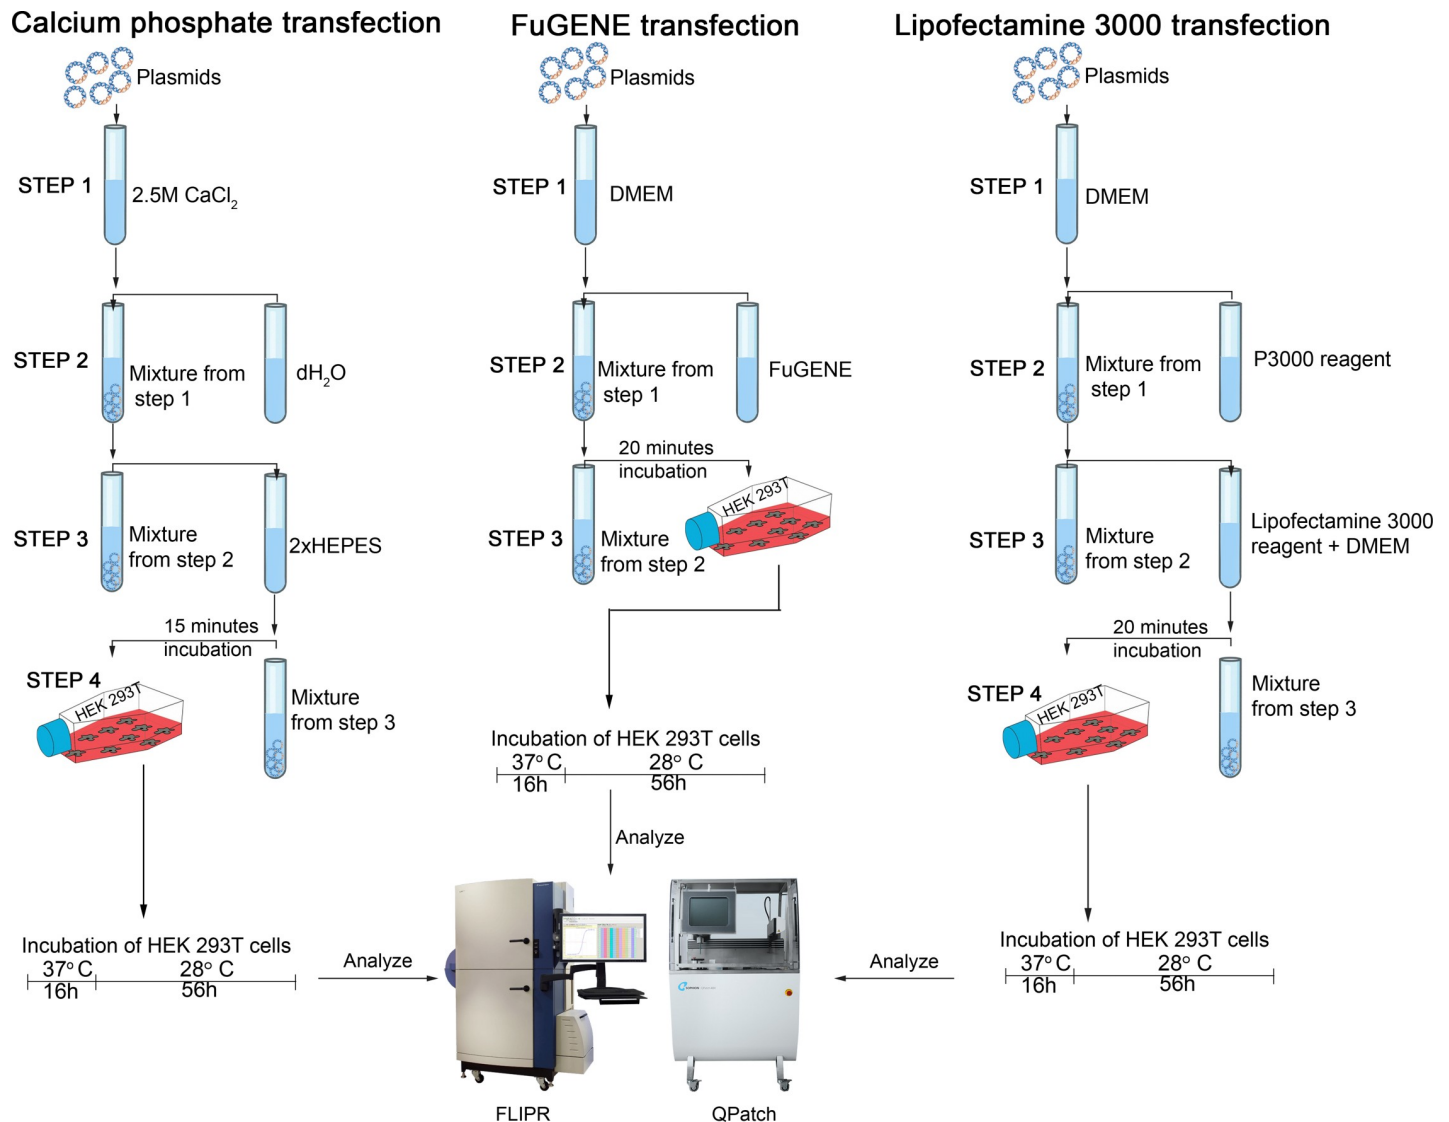 Calcium phosphate transfection
Plasmids
STEP 1
2.5M CaCl2
STEP 2
Mixture from
step 1
dH2O
STEP 3
Mixture
from step 2
2xHEPES
15 minutes
incubation
STEP 4
HEK 293T
Mixture
from step 3
Incubation of HEK 293T cells
37° C
28° C
16h
56h
Analyze
FuGENE transfection
Plasmids
STEP 1
DMEM
STEP 2
Mixture from
step 1
FuGENE
20 minutes
incubation
HEK 293T
STEP 3
Mixture
from step 2
Incubation of HEK 293T cells
37° C
28° C
16h
56h
Analyze
FLIPR
QPatch
Lipofectamine 3000 transfection
Plasmids
STEP 1
DMEM
STEP 2
Mixture from
step 1
P3000 reagent
STEP 3
Mixture
from step 2
Lipofectamine 3000
reagent + DMEM
20 minutes
incubation
STEP 4
HEK 293T
Mixture
from step 3
Incubation of HEK 293T cells
37° C
28° C
16h
56h
Analyze